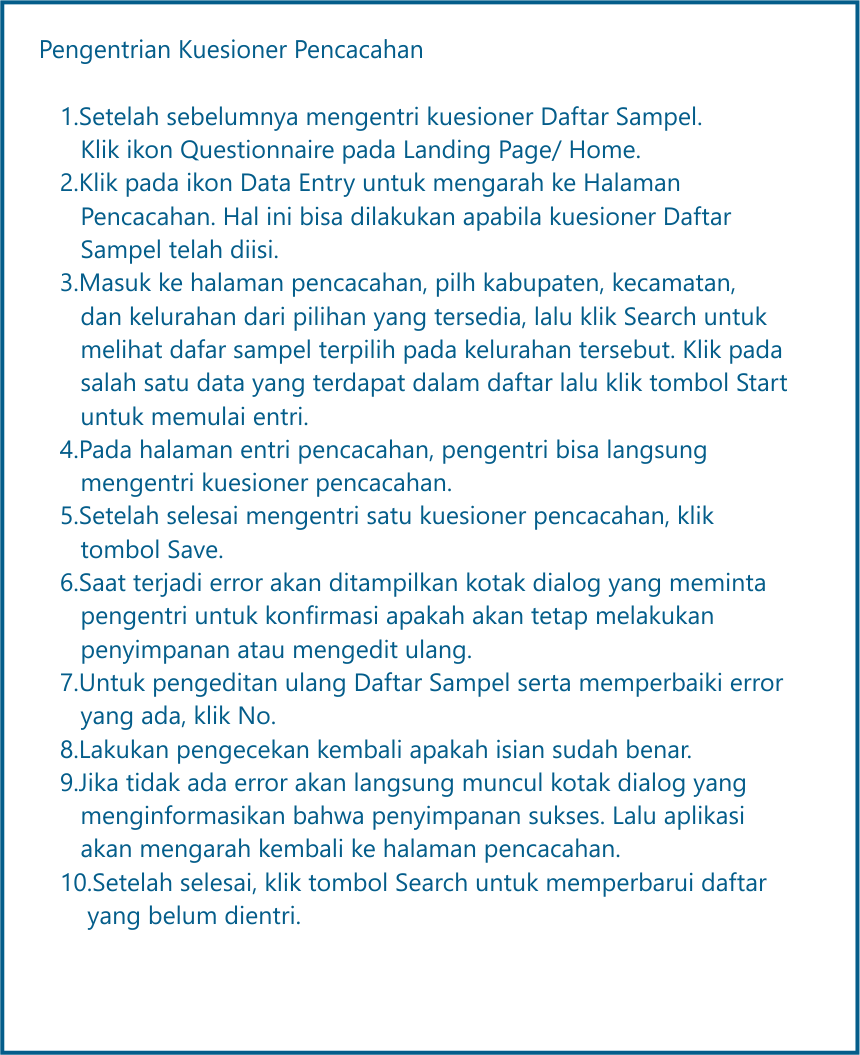 Pengentrian Kuesioner Pencacahan
1.Setelah sebelumnya mengentri kuesioner Daftar Sampel.
Klik ikon Questionnaire pada Landing Page/ Home.
2.Klik pada ikon Data Entry untuk mengarah ke Halaman
Pencacahan. Hal ini bisa dilakukan apabila kuesioner Daftar
Sampel telah diisi.
3.Masuk ke halaman pencacahan, pilh kabupaten, kecamatan,
dan kelurahan dari pilihan yang tersedia, lalu klik Search untuk
melihat dafar sampel terpilih pada kelurahan tersebut. Klik pada
salah satu data yang terdapat dalam daftar lalu klik tombol Start
untuk memulai entri.
4.Pada halaman entri pencacahan, pengentri bisa langsung
mengentri kuesioner pencacahan.
5.Setelah selesai mengentri satu kuesioner pencacahan, klik
tombol Save.
6.Saat terjadi error akan ditampilkan kotak dialog yang meminta
pengentri untuk konfirmasi apakah akan tetap melakukan
penyimpanan atau mengedit ulang.
7.Untuk pengeditan ulang Daftar Sampel serta memperbaiki error
yang ada, klik No.
8.Lakukan pengecekan kembali apakah isian sudah benar.
9.Jika tidak ada error akan langsung muncul kotak dialog yang
menginformasikan bahwa penyimpanan sukses. Lalu aplikasi
akan mengarah kembali ke halaman pencacahan.
10.Setelah selesai, klik tombol Search untuk memperbarui daftar
yang belum dientri.